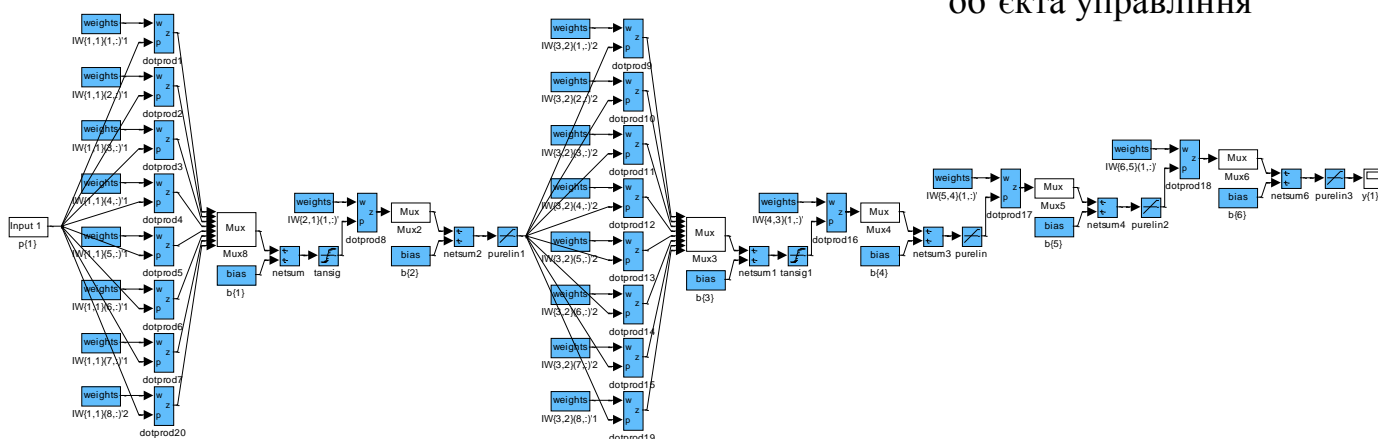 об’єкта управління
Input 1
p{1}
weights
IW{1,1}(1,:)'1
w
p
z
dotprod1
weights
IW{1,1}(2,:)'1
w
p
z
dotprod2
weights
IW{1,1}(3,:)'1
w
p
z
dotprod3
weights
IW{1,1}(4,:)'1
w
p
z
dotprod4
weights
IW{1,1}(5,:)'1
w
p
z
dotprod5
weights
IW{1,1}(6,:)'1
w
p
z
dotprod6
weights
IW{1,1}(7,:)'1
w
p
z
dotprod7
weights
IW{1,1}(8,:)'2
w
p
z
dotprod20
Mux
Mux8
bias
b{1}
netsum
tansig
weights
IW{2,1}(1,:)'
w
p
z
dotprod8
Mux
Mux2
bias
b{2}
netsum2
purelin1
weights
IW{3,2}(1,:)'2
w
p
z
dotprod9
weights
IW{3,2}(2,:)'2
w
p
z
dotprod10
weights
IW{3,2}(3,:)'2
w
p
z
dotprod11
weights
IW{3,2}(4,:)'2
w
p
z
dotprod12
weights
IW{3,2}(5,:)'2
w
p
z
dotprod13
weights
IW{3,2}(6,:)'2
w
p
z
dotprod14
weights
IW{3,2}(7,:)'2
w
p
z
dotprod15
weights
IW{3,2}(8,:)'1
w
p
z
dotprod19
Mux
Mux3
bias
b{3}
netsum1
tansig1
weights
IW{4,3}(1,:)'
w
p
z
dotprod16
Mux
Mux4
bias
b{4}
netsum3
purelin
weights
IW{5,4}(1,:)'
w
p
z
dotprod17
Mux
Mux5
bias
b{5}
netsum4
purelin2
weights
IW{6,5}(1,:)'
w
p
z
dotprod18
Mux
Mux6
bias
b{6}
netsum6
purelin3
y{1}